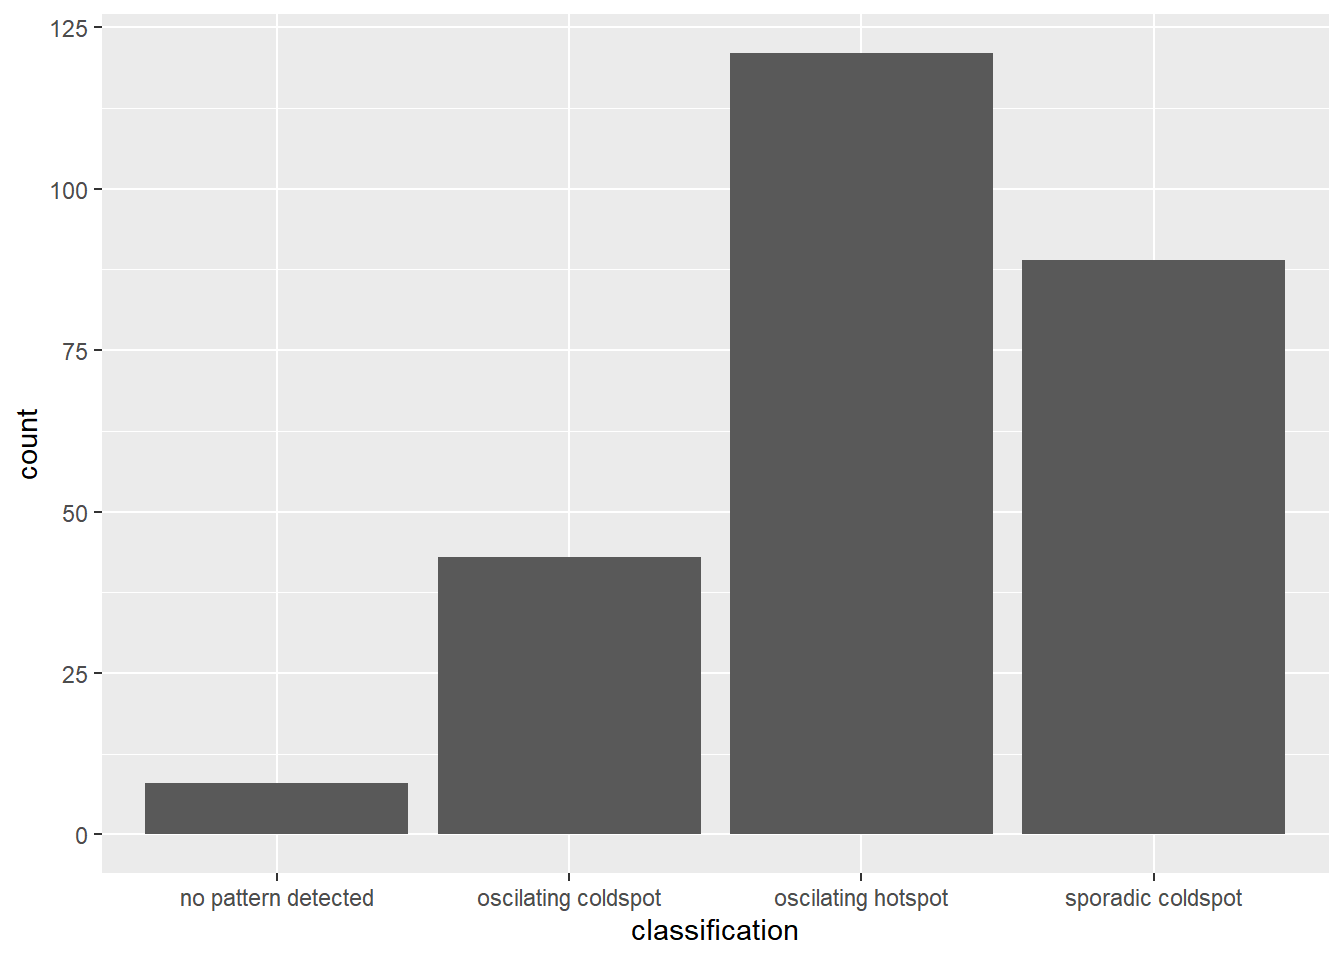 125
100
75
50
25
0
count
no pattern detected
oscilating coldspot
oscilating hotspot
sporadic coldspot
classification